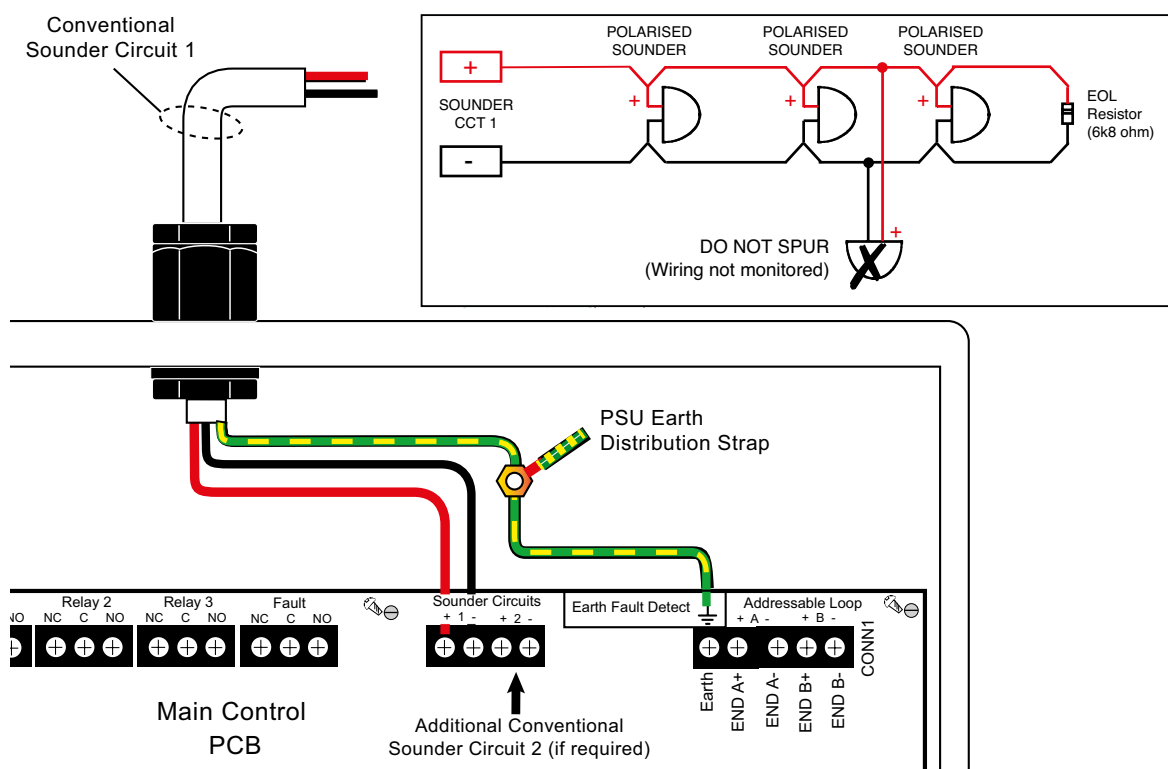 Conventional
Sounder Circuit 1
POLARISED
SOUNDER
POLARISED
SOUNDER
POLARISED
SOUNDER
+
+
+
+
SOUNDER
CCT 1
-
EOL
Resistor
(6k8 ohm)
DO NOT SPUR
(Wiring not monitored)
+
X
PSU Earth
Distribution Strap
Relay 2
Relay 3
Fault
Sounder Circuits
Earth Fault Detect
Addressable Loop
NO
NC C NO
NC C NO
NC C NO
+ 1 - + 2 -
+ A - + B -
CONN1
Earth
END A+
END A-
END B+
END B-
Main Control
PCB
Additional Conventional
Sounder Circuit 2 (if required)